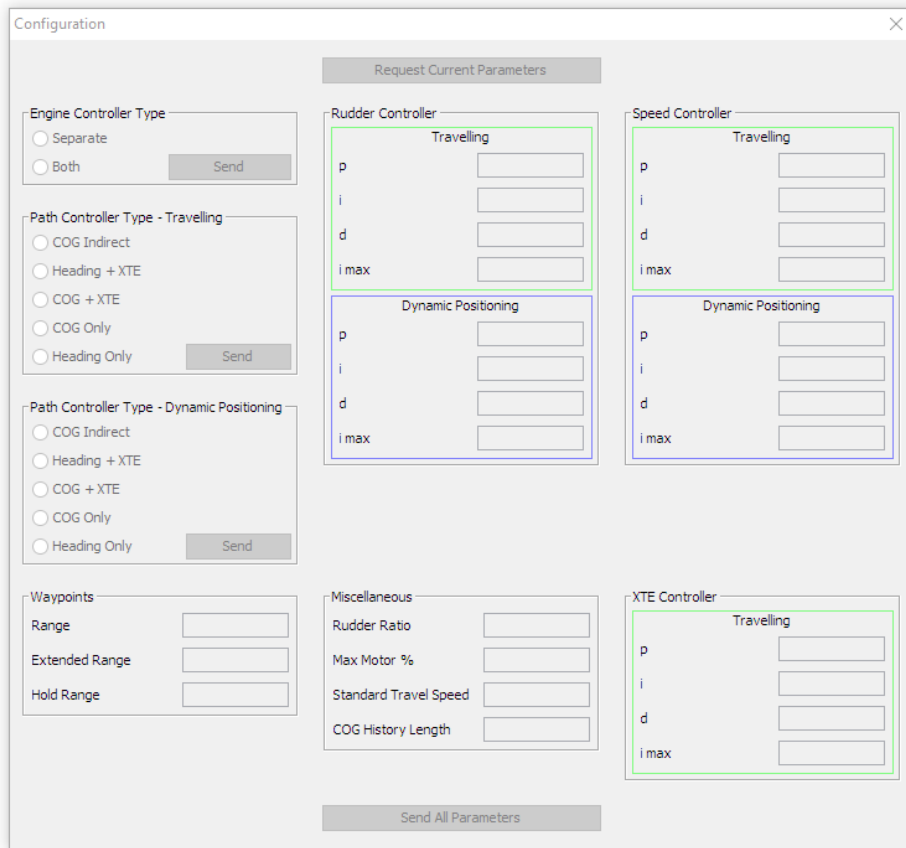 Configuration
Request Current Parameters
Engine Controller Type
Separate
Both
Send
Path Controller Type - Travelling
COG Indirect
Heading + XTE
COG + XTE
COG Only
Heading Only
Send
Path Controller Type - Dynamic Positioning
COG Indirect
Heading + XTE
COG + XTE
COG Only
Heading Only
Send
Rudder Controller
Travelling
p
i
d
i max
Dynamic Positioning
p
i
d
i max
Speed Controller
Travelling
p
i
d
i max
Dynamic Positioning
p
i
d
i max
Waypoints
Range
Extended Range
Hold Range
Miscellaneous
Rudder Ratio
Max Motor %
Standard Travel Speed
COG History Length
XTE Controller
Travelling
p
i
d
i max
Send All Parameters